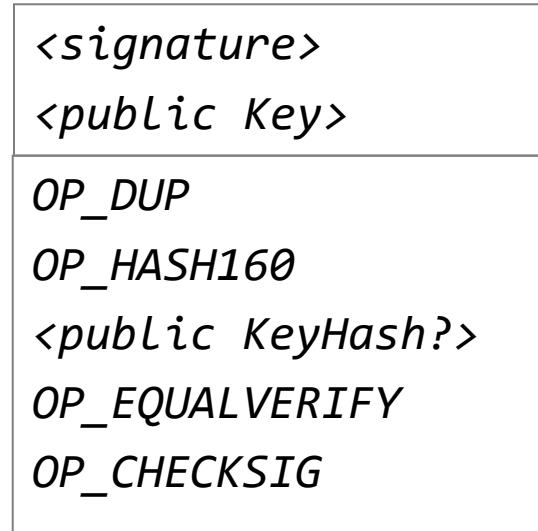 <signature>
<public Key>
OP_DUP
OP_HASH160
<public KeyHash?>
OP_EQUALVERIFY
OP_CHECKSIG